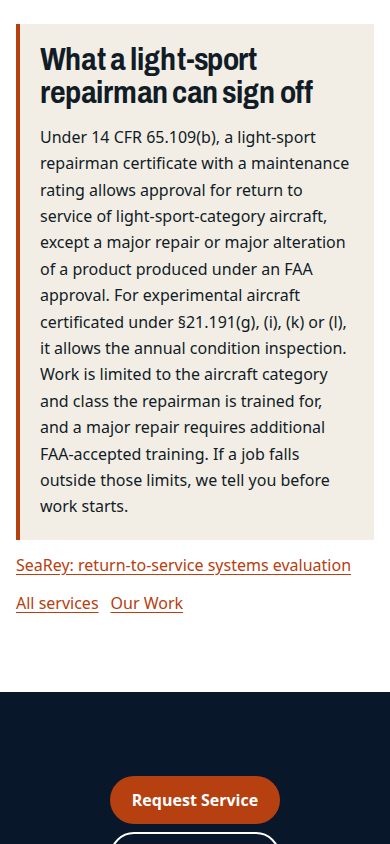 What a light-sport
repairman can sign off
Under 14 CFR 65.109(b), a light-sport
repairman certificate with a maintenance
rating allows approval for return to
service of light-sport-category aircraft,
except a major repair or major alteration
of a product produced under an FAA
approval. For experimental aircraft
certificated under §21.191(g), (i), (k) or (l),
it allows the annual condition inspection.
Work is limited to the aircraft category
and class the repairman is trained for,
and a major repair requires additional
FAA-accepted training. If a job falls
outside those limits, we tell you before
work starts.
SeaRey: return-to-service systems evaluation
All services Our Work
Request Service